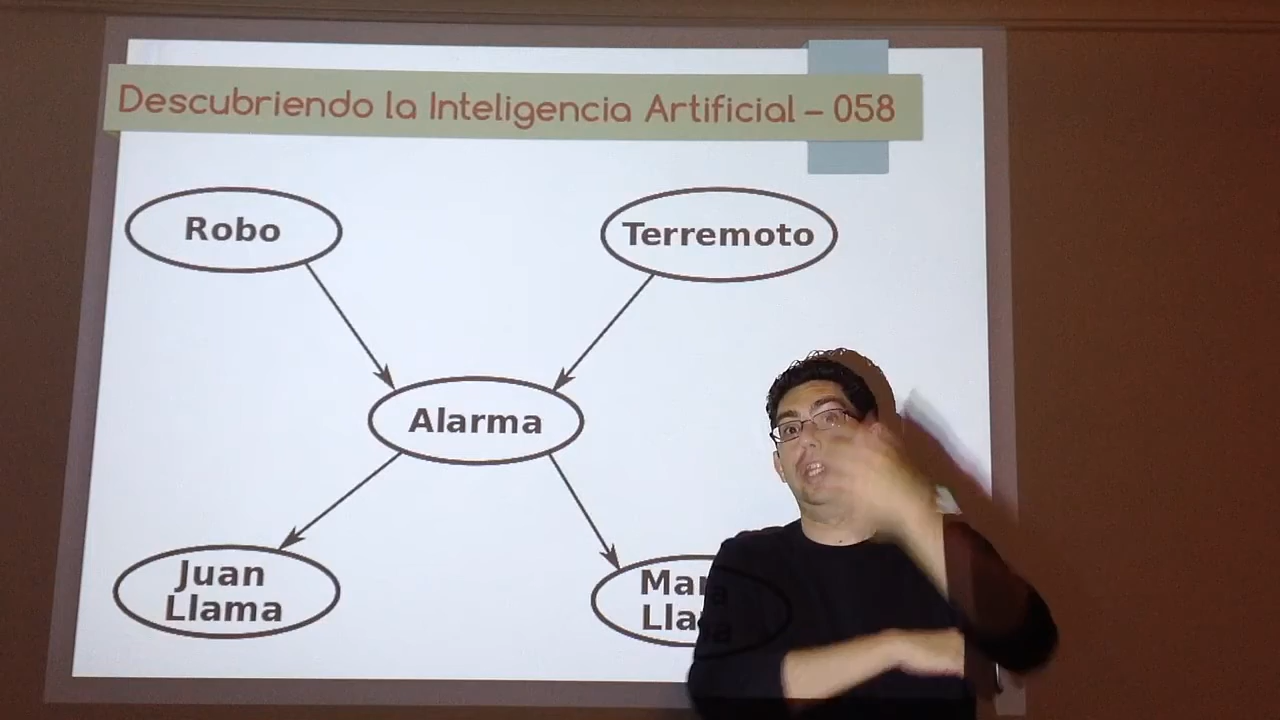 Descubriendo la Inteligencia Artificial – 058
Robo
Terremoto
Alarma
Juan
Llama